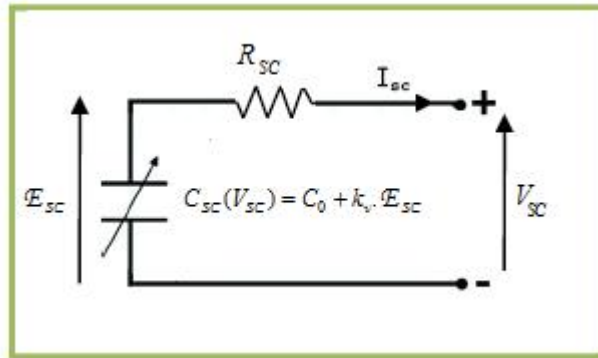 R_SC
I_sc
+
E_SC
C_SC(V_SC) = C_0 + k_v.E_SC
V_SC
-